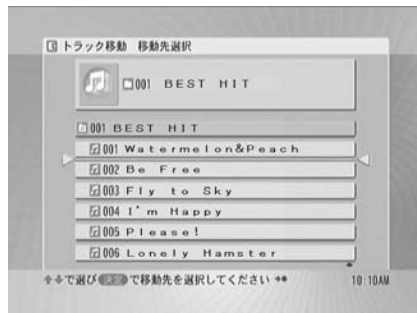 トラック移動 移動先選択
001 BEST HIT
001 BEST HIT
001 Watermelon&Peach
002 Be Free
003 Fly to Sky
004 I'm Happy
005 Please!
006 Lonely Hamster
で選び 決定 で移動先を選択してください
10:10AM